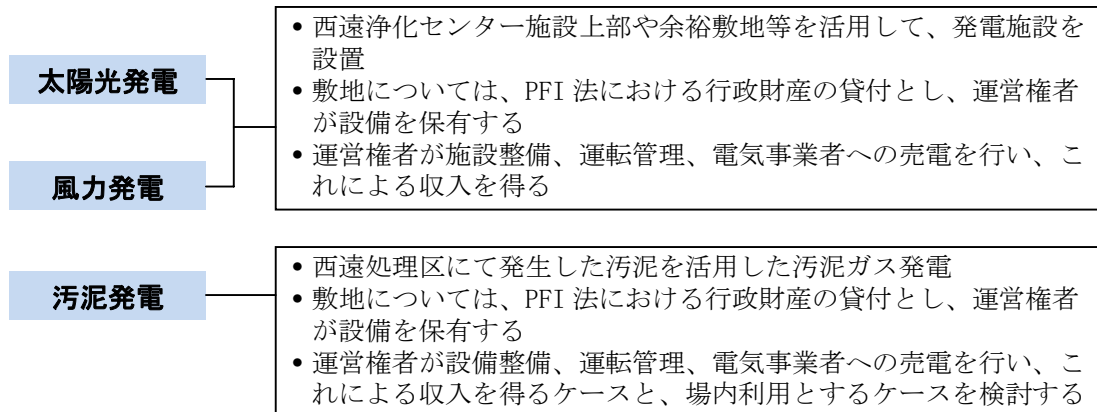 太陽光発電
風力発電
• 西遠浄化センター施設上部や余裕敷地等を活用して、発電施設を
設置
• 敷地については、PFI 法における行政財産の貸付とし、運営権者
が設備を保有する
• 運営権者が施設整備、運転管理、電気事業者への売電を行い、こ
れによる収入を得る
汚泥発電
• 西遠処理区にて発生した汚泥を活用した汚泥ガス発電
• 敷地については、PFI 法における行政財産の貸付とし、運営権者
が設備を保有する
• 運営権者が設備整備、運転管理、電気事業者への売電を行い、こ
れによる収入を得るケースと、場内利用とするケースを検討する